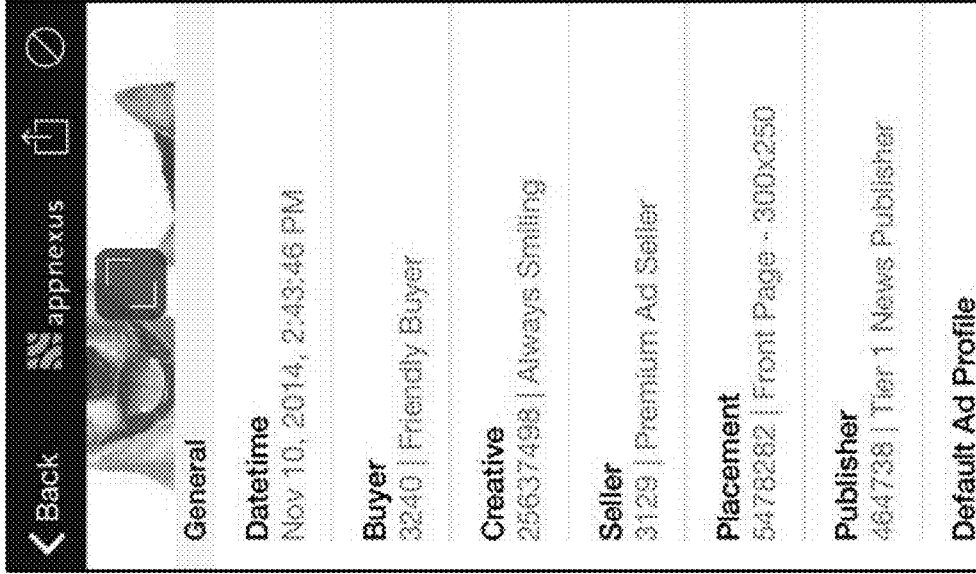 Back
appnexus
General
Datetime
Nov 10, 2014, 2:43:46 PM
Buyer
3240 | Friendly Buyer
Creative
25637498 | Always Smiling
Seller
3129 | Premium Ad Seller
Placement
5478282 | Front Page - 300x250
Publisher
4644738 | Tier 1 News Publisher
Default Ad Profile